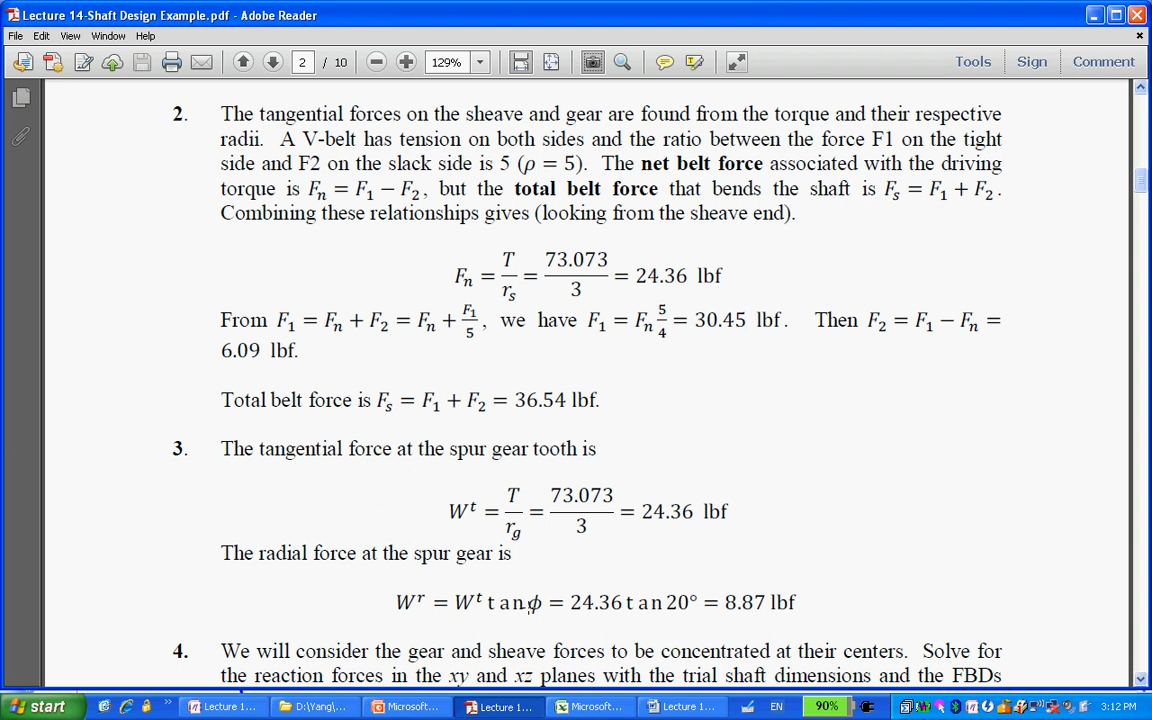 Lecture 14-Shaft Design Example.pdf - Adobe Reader
File Edit View Window Help
2 / 10 129% Tools Sign Comment
2. The tangential forces on the sheave and gear are found from the torque and their respective
radii. A V-belt has tension on both sides and the ratio between the force F1 on the tight
side and F2 on the slack side is 5 (ρ = 5). The net belt force associated with the driving
torque is Fₙ = F₁ − F₂, but the total belt force that bends the shaft is Fₛ = F₁ + F₂.
Combining these relationships gives (looking from the sheave end).
Fₙ = T/rₛ = 73.073/3 = 24.36 lbf
From F₁ = Fₙ + F₂ = Fₙ + F₁/5, we have F₁ = Fₙ 5/4 = 30.45 lbf. Then F₂ = F₁ − Fₙ =
6.09 lbf.
Total belt force is Fₛ = F₁ + F₂ = 36.54 lbf.
3. The tangential force at the spur gear tooth is
Wᵗ = T/r_g = 73.073/3 = 24.36 lbf
The radial force at the spur gear is
Wʳ = Wᵗ tan ϕ = 24.36 tan 20° = 8.87 lbf
4. We will consider the gear and sheave forces to be concentrated at their centers. Solve for
the reaction forces in the xy and xz planes with the trial shaft dimensions and the FBDs
start Lecture 1... D:\Yang\... Microsoft... Lecture 1... Microsoft... Lecture 1... EN 90% 3:12 PM